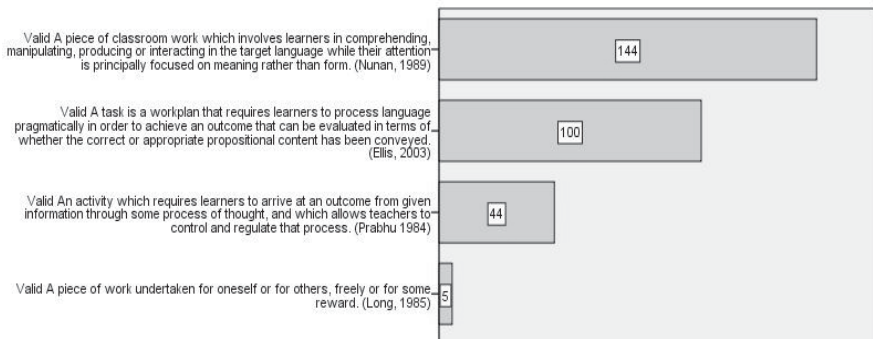 Valid A piece of classroom work which involves learners in comprehending,
manipulating, producing or interacting in the target language while their attention
is principally focused on meaning rather than form. (Nunan, 1989)
144
Valid A task is a workplan that requires learners to process language
pragmatically in order to achieve an outcome that can be evaluated in terms of
whether the correct or appropriate propositional content has been conveyed.
(Ellis, 2003)
100
Valid An activity which requires learners to arrive at an outcome from given
information through some process of thought, and which allows teachers to
control and regulate that process. (Prabhu 1984)
44
Valid A piece of work undertaken for oneself or for others, freely or for some
reward. (Long, 1985)
5